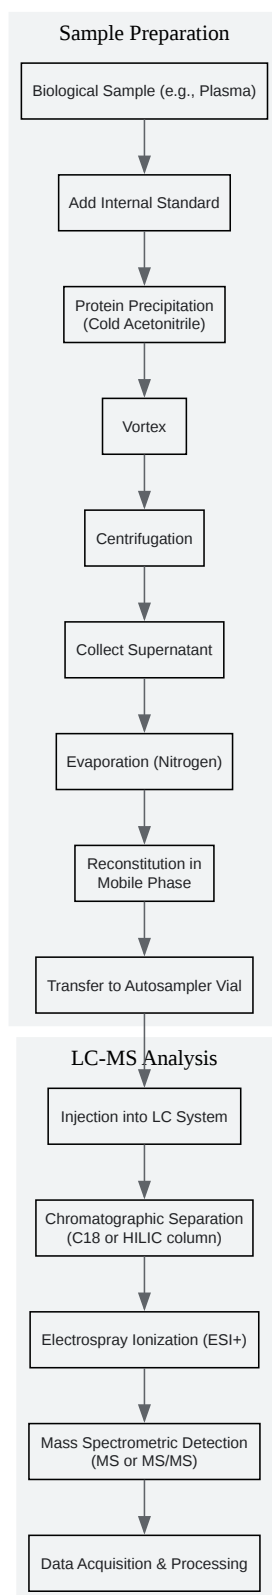 Sample Preparation
Biological Sample (e.g., Plasma)
Add Internal Standard
Protein Precipitation
(Cold Acetonitrile)
Vortex
Centrifugation
Collect Supernatant
Evaporation (Nitrogen)
Reconstitution in
Mobile Phase
Transfer to Autosampler Vial
LC-MS Analysis
Injection into LC System
Chromatographic Separation
(C18 or HILIC column)
Electrospray Ionization (ESI+)
Mass Spectrometric Detection
(MS or MS/MS)
Data Acquisition & Processing